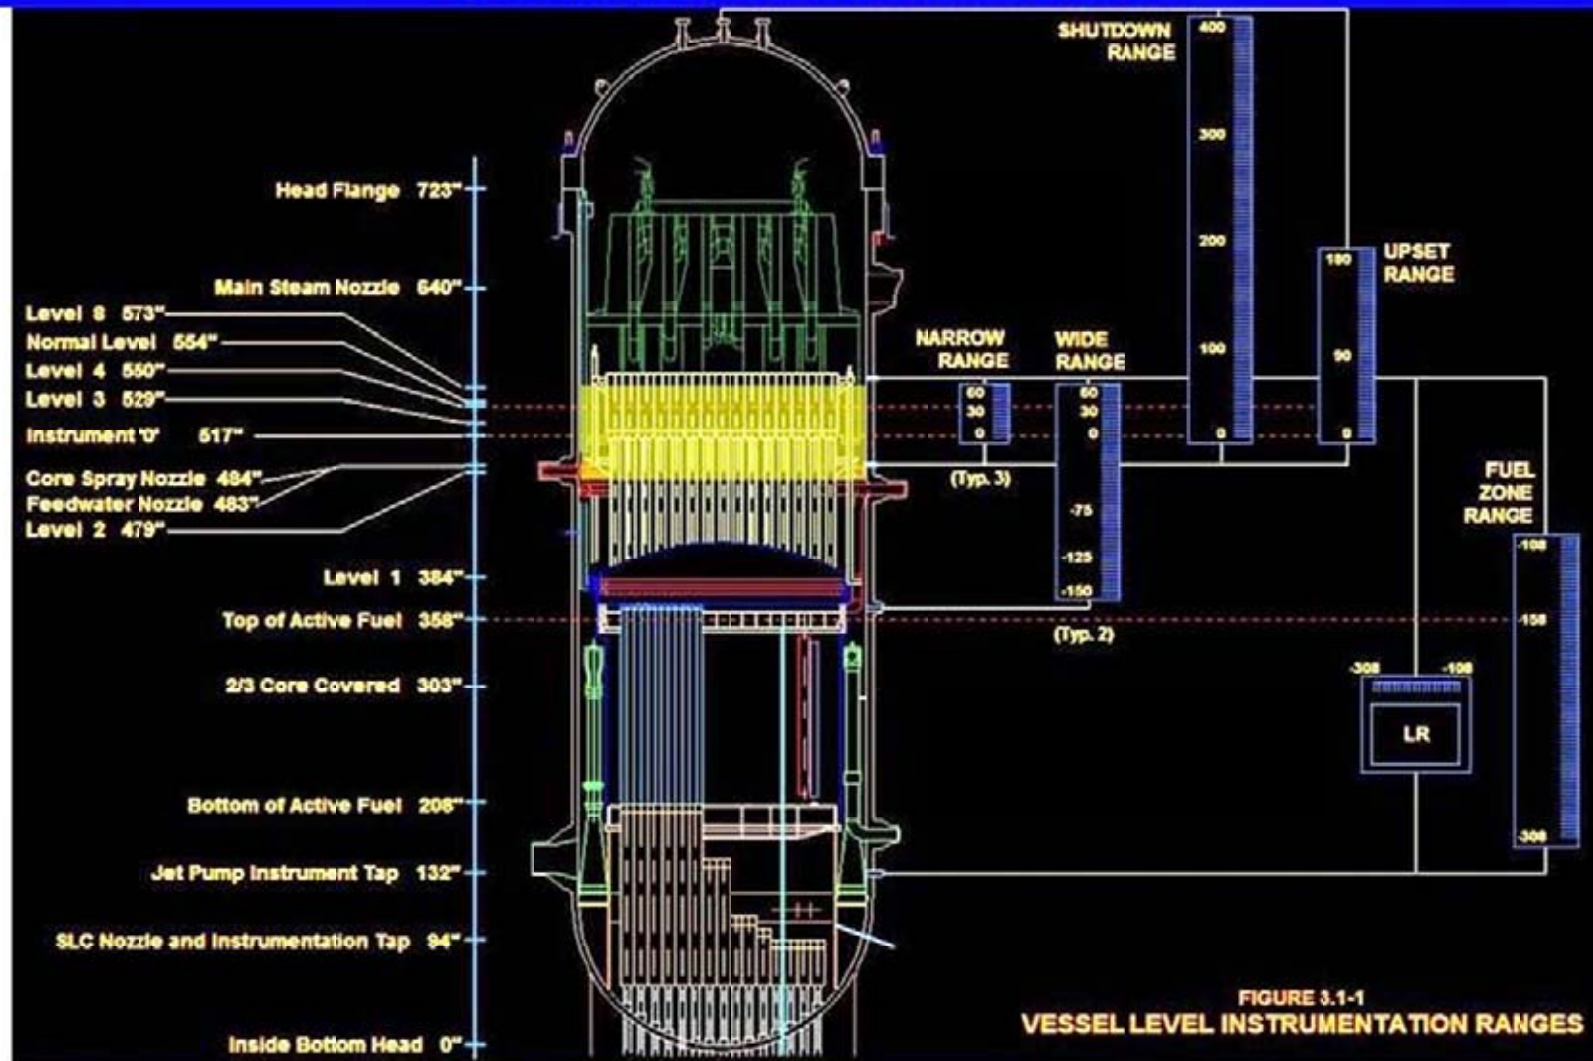 Head Flange 723"
Main Steam Nozzle 640"
Level 8 573"
Normal Level 554"
Level 4 550"
Level 3 529"
Instrument '0' 517"
Core Spray Nozzle 484"
Feedwater Nozzle 483"
Level 2 479"
Level 1 384"
Top of Active Fuel 358"
2/3 Core Covered 303"
Bottom of Active Fuel 208"
Jet Pump Instrument Tap 132"
SLC Nozzle and Instrumentation Tap 94"
Inside Bottom Head 0"
NARROW
RANGE
60
30
0
(Typ. 3)
WIDE
RANGE
60
30
0
-75
-125
-150
(Typ. 2)
SHUTDOWN
RANGE
400
300
200
100
0
UPSET
RANGE
180
90
0
FUEL
ZONE
RANGE
-108
-158
-308
-308 -108
LR
FIGURE 3.1-1
VESSEL LEVEL INSTRUMENTATION RANGES